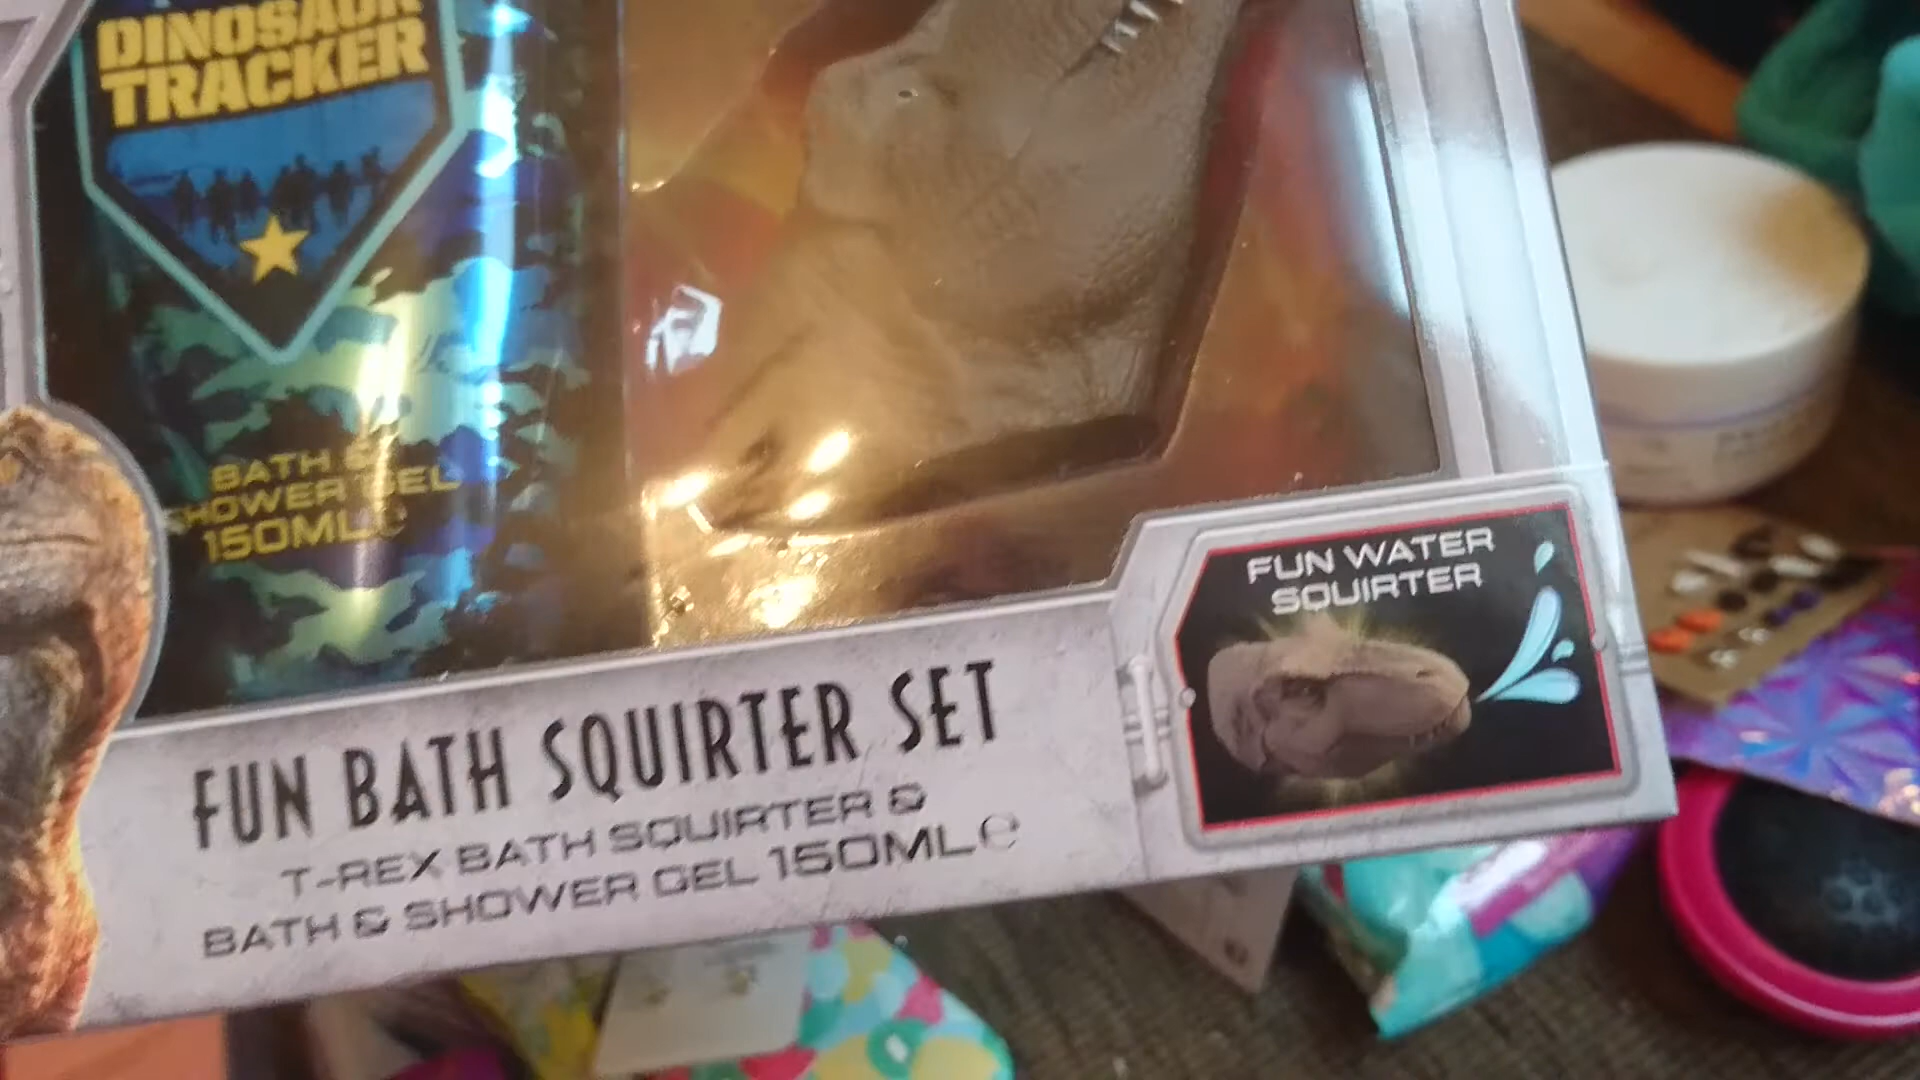 DINOSAUR
TRACKER
BATH &
SHOWER GEL
150ML℮
FUN WATER
SQUIRTER
FUN BATH SQUIRTER SET
T-REX BATH SQUIRTER &
BATH & SHOWER GEL 150ML℮